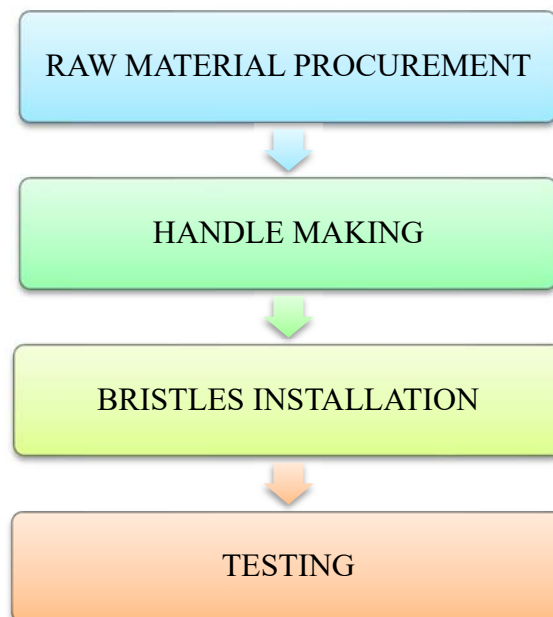 RAW MATERIAL PROCUREMENT
HANDLE MAKING
BRISTLES INSTALLATION
TESTING